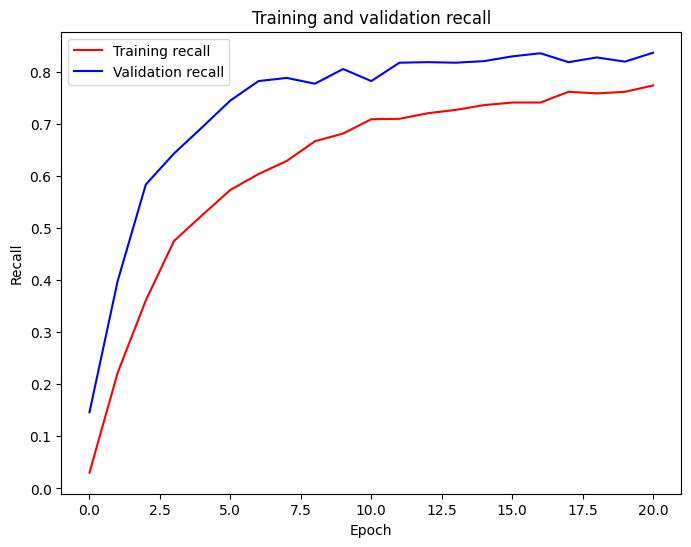 Training and validation recall
Training recall
Validation recall
Recall
0.8
0.7
0.6
0.5
0.4
0.3
0.2
0.1
0.0
0.0 2.5 5.0 7.5 10.0 12.5 15.0 17.5 20.0
Epoch